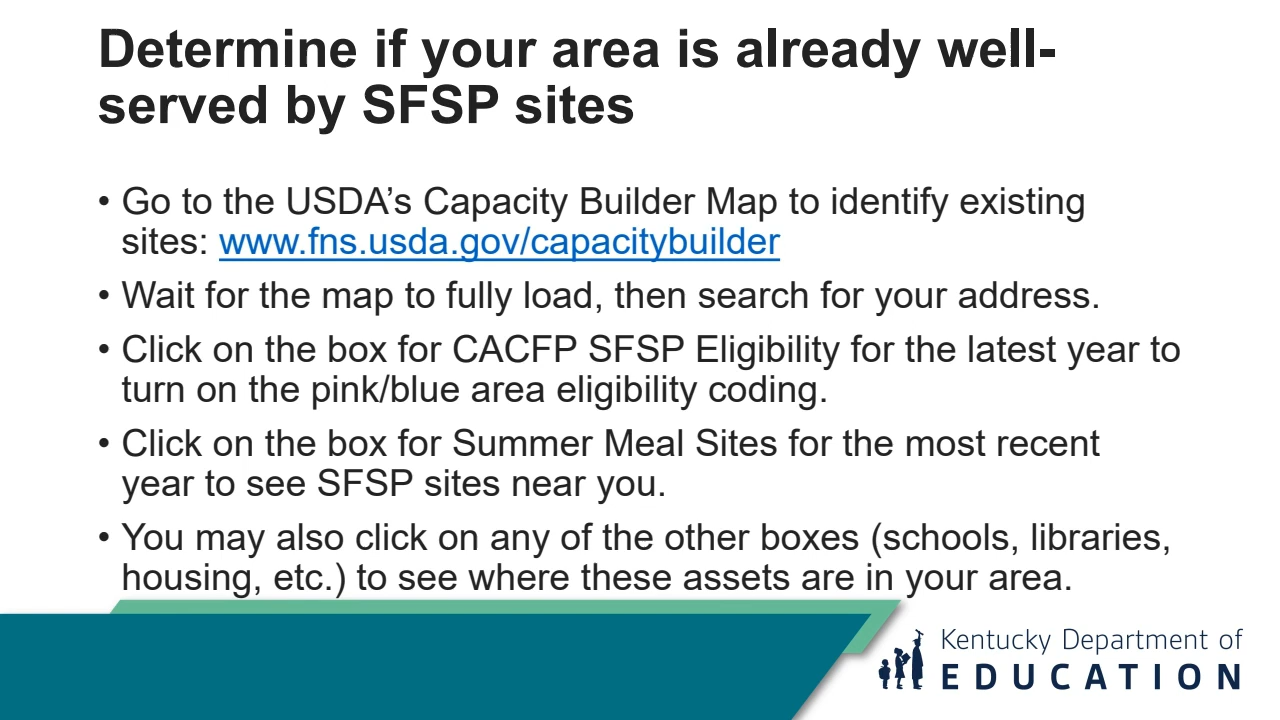 Determine if your area is already well-
served by SFSP sites
• Go to the USDA’s Capacity Builder Map to identify existing
sites: www.fns.usda.gov/capacitybuilder
• Wait for the map to fully load, then search for your address.
• Click on the box for CACFP SFSP Eligibility for the latest year to
turn on the pink/blue area eligibility coding.
• Click on the box for Summer Meal Sites for the most recent
year to see SFSP sites near you.
• You may also click on any of the other boxes (schools, libraries,
housing, etc.) to see where these assets are in your area.
Kentucky Department of
EDUCATION